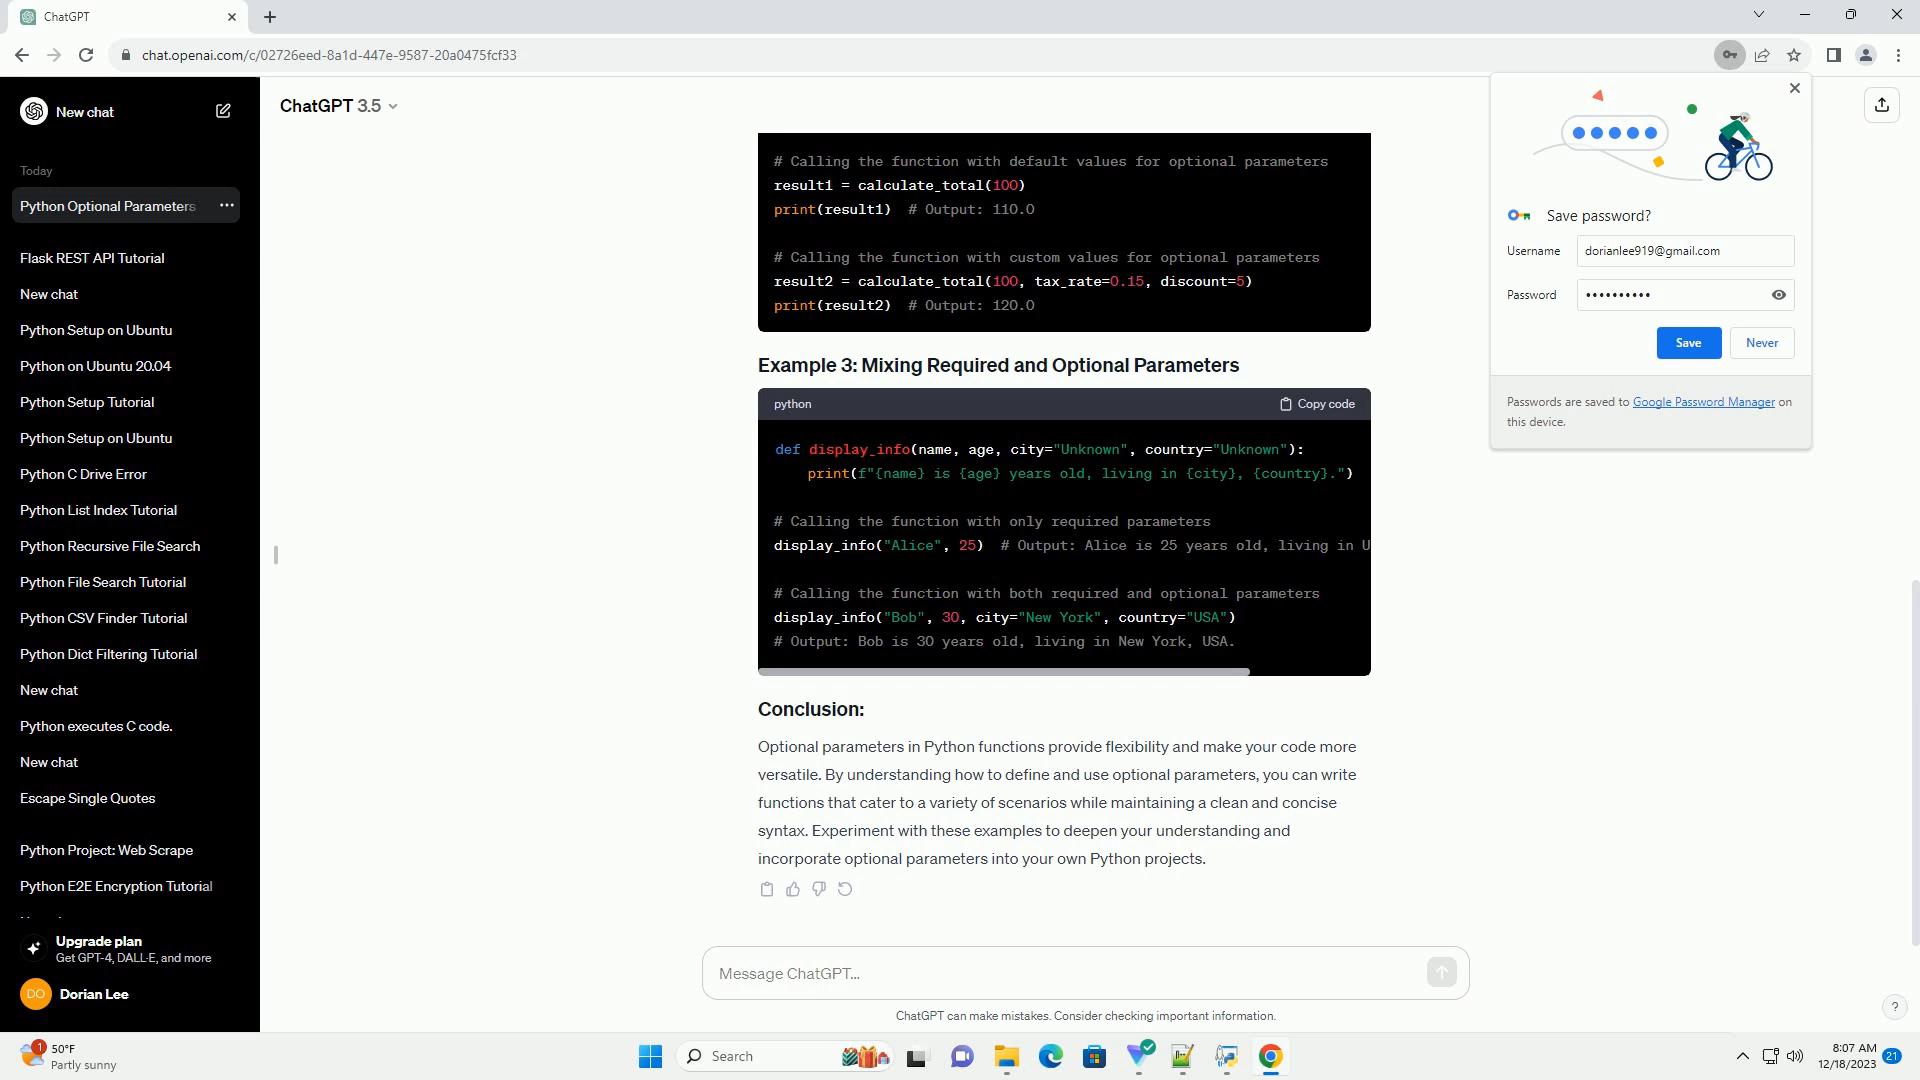 ChatGPT
chat.openai.com/c/02726eed-8a1d-447e-9587-20a0475fcf33
New chat
Today
Python Optional Parameters
Flask REST API Tutorial
New chat
Python Setup on Ubuntu
Python on Ubuntu 20.04
Python Setup Tutorial
Python Setup on Ubuntu
Python C Drive Error
Python List Index Tutorial
Python Recursive File Search
Python File Search Tutorial
Python CSV Finder Tutorial
Python Dict Filtering Tutorial
New chat
Python executes C code.
New chat
Escape Single Quotes
Python Project: Web Scrape
Python E2E Encryption Tutorial
Upgrade plan
Get GPT-4, DALL·E, and more
DO Dorian Lee
ChatGPT 3.5
# Calling the function with default values for optional parameters
result1 = calculate_total(100)
print(result1)  # Output: 110.0
# Calling the function with custom values for optional parameters
result2 = calculate_total(100, tax_rate=0.15, discount=5)
print(result2)  # Output: 120.0
Example 3: Mixing Required and Optional Parameters
python Copy code
def display_info(name, age, city="Unknown", country="Unknown"):
    print(f"{name} is {age} years old, living in {city}, {country}.")
# Calling the function with only required parameters
display_info("Alice", 25)  # Output: Alice is 25 years old, living in U
# Calling the function with both required and optional parameters
display_info("Bob", 30, city="New York", country="USA")
# Output: Bob is 30 years old, living in New York, USA.
Conclusion:
Optional parameters in Python functions provide flexibility and make your code more
versatile. By understanding how to define and use optional parameters, you can write
functions that cater to a variety of scenarios while maintaining a clean and concise
syntax. Experiment with these examples to deepen your understanding and
incorporate optional parameters into your own Python projects.
Message ChatGPT...
ChatGPT can make mistakes. Consider checking important information.
?
Save password?
Username dorianlee919@gmail.com
Password ••••••••••
Save Never
Passwords are saved to Google Password Manager on
this device.
1
50°F
Partly sunny
Search
8:07 AM
12/18/2023
21